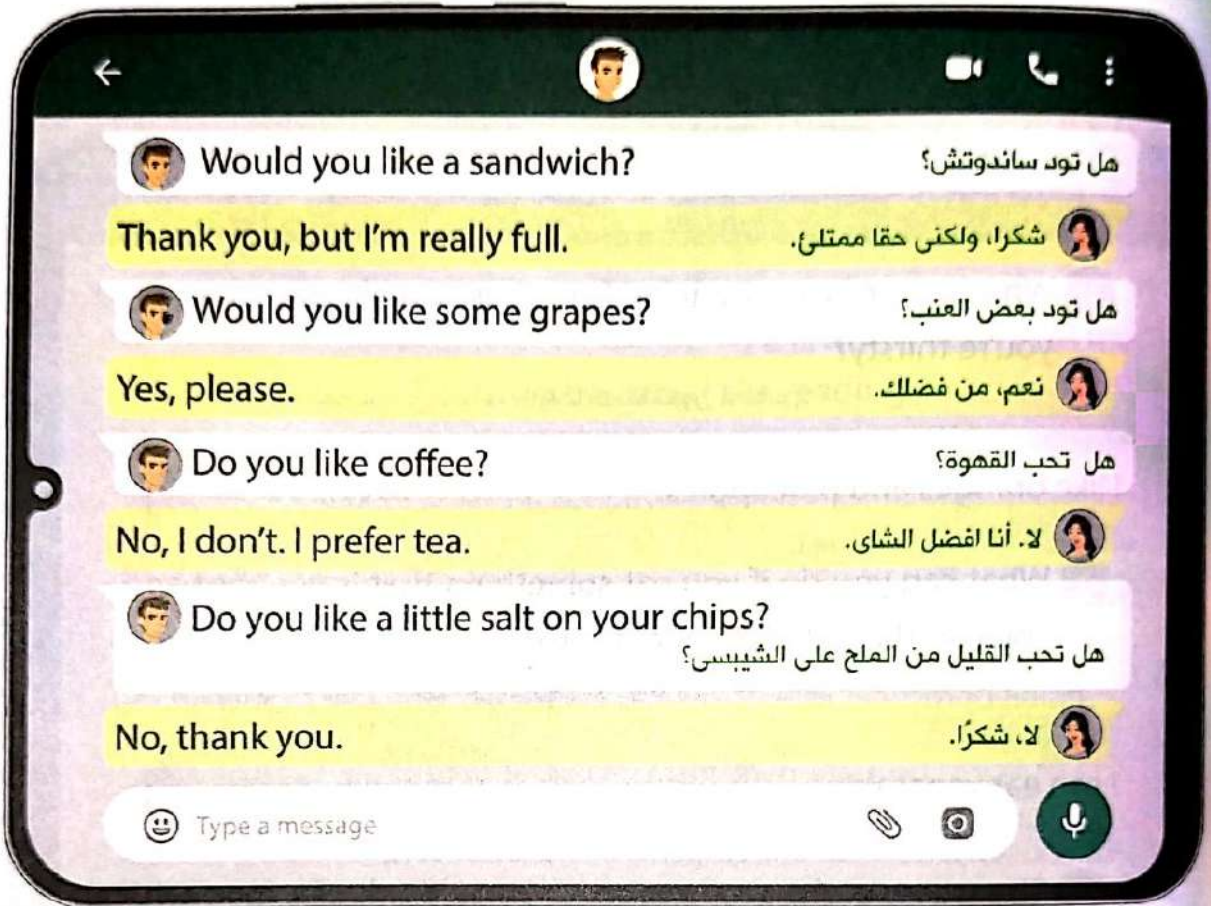 Would you like a sandwich? هل تود ساندوتش؟
Thank you, but I'm really full. شكرا، ولكنى حقا ممتلئ.
Would you like some grapes? هل تود بعض العنب؟
Yes, please. نعم، من فضلك.
Do you like coffee? هل تحب القهوة؟
No, I don't. I prefer tea. لا. أنا افضل الشاى.
Do you like a little salt on your chips?
هل تحب القليل من الملح على الشيبسى؟
No, thank you. لا، شكرًا.
Type a message